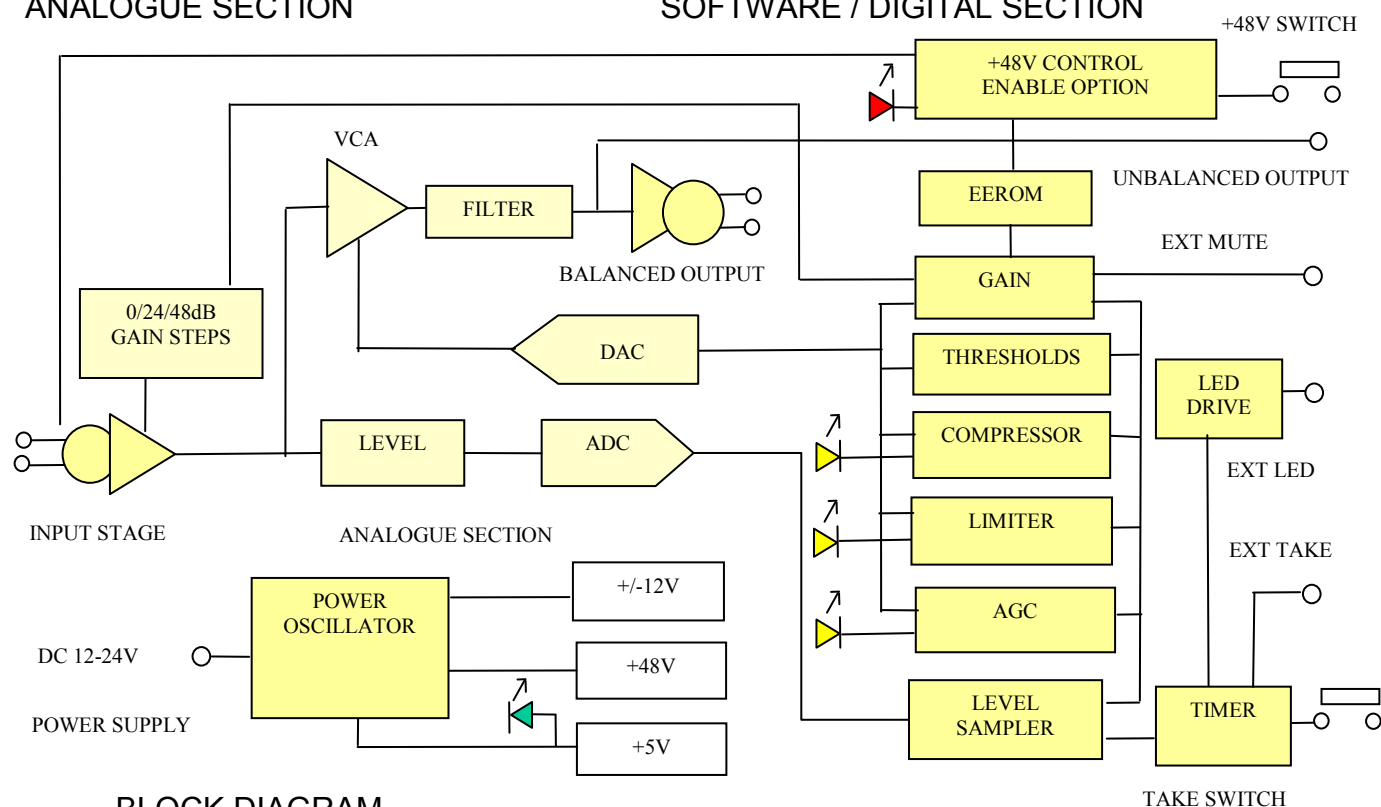 ANALOGUE SECTION
SOFTWARE / DIGITAL SECTION
+48V SWITCH
+48V CONTROL
ENABLE OPTION
VCA
UNBALANCED OUTPUT
EEROM
FILTER
EXT MUTE
BALANCED OUTPUT
GAIN
0/24/48dB
GAIN STEPS
DAC
THRESHOLDS
LED
DRIVE
LEVEL
ADC
COMPRESSOR
EXT LED
INPUT STAGE
ANALOGUE SECTION
LIMITER
EXT TAKE
POWER
OSCILLATOR
+/-12V
AGC
DC 12-24V
+48V
LEVEL
SAMPLER
TIMER
POWER SUPPLY
+5V
TAKE SWITCH
BLOCK DIAGRAM